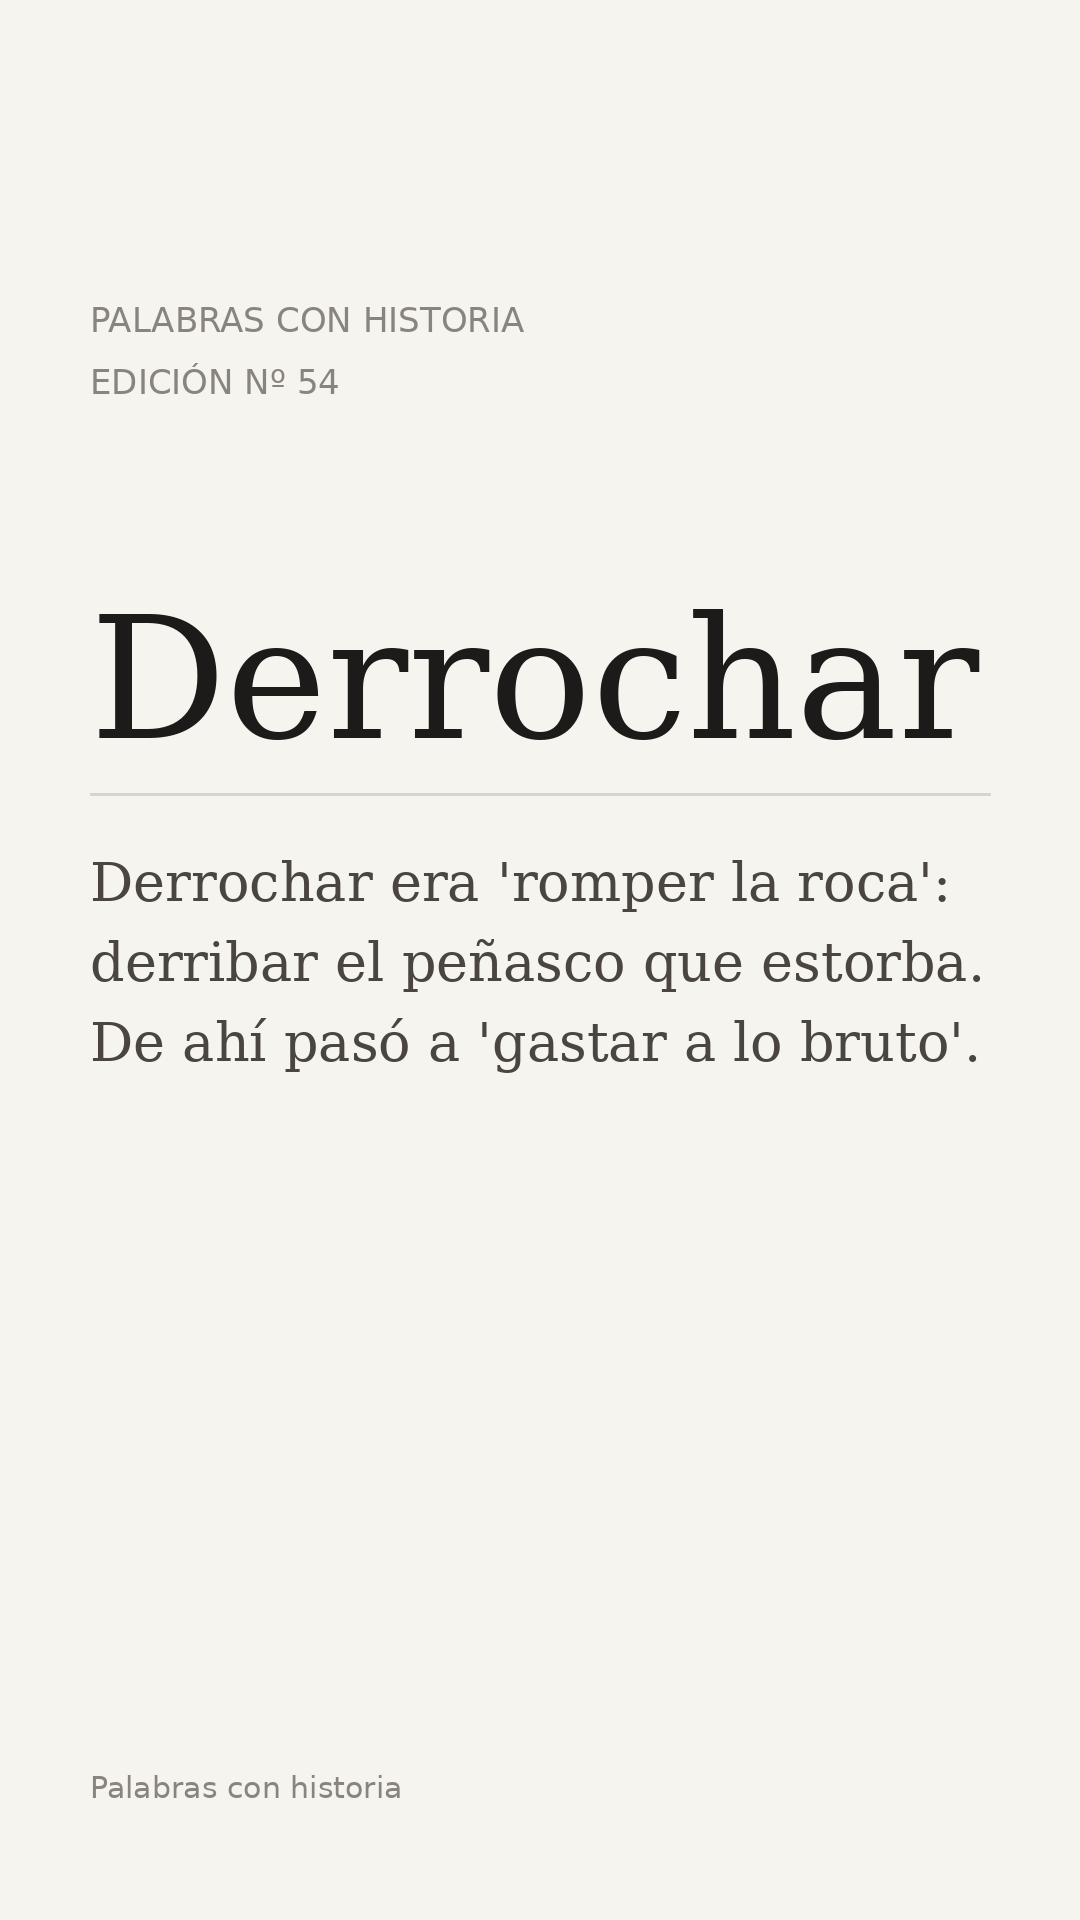 PALABRAS CON HISTORIA
EDICIÓN Nº 54
Derrochar
Derrochar era 'romper la roca':
derribar el peñasco que estorba.
De ahí pasó a 'gastar a lo bruto'.
Palabras con historia